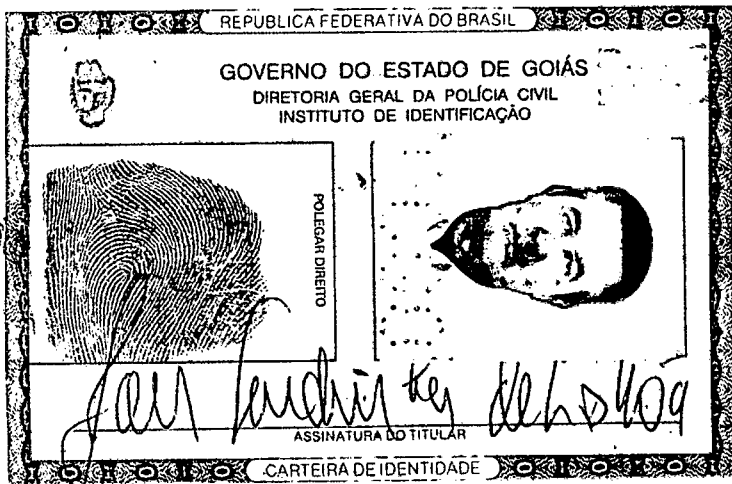 REPÚBLICA FEDERATIVA DO BRASIL
GOVERNO DO ESTADO DE GOIÁS
DIRETORIA GERAL DA POLÍCIA CIVIL
INSTITUTO DE IDENTIFICAÇÃO
POLEGAR DIREITO
ASSINATURA DO TITULAR
CARTEIRA DE IDENTIDADE